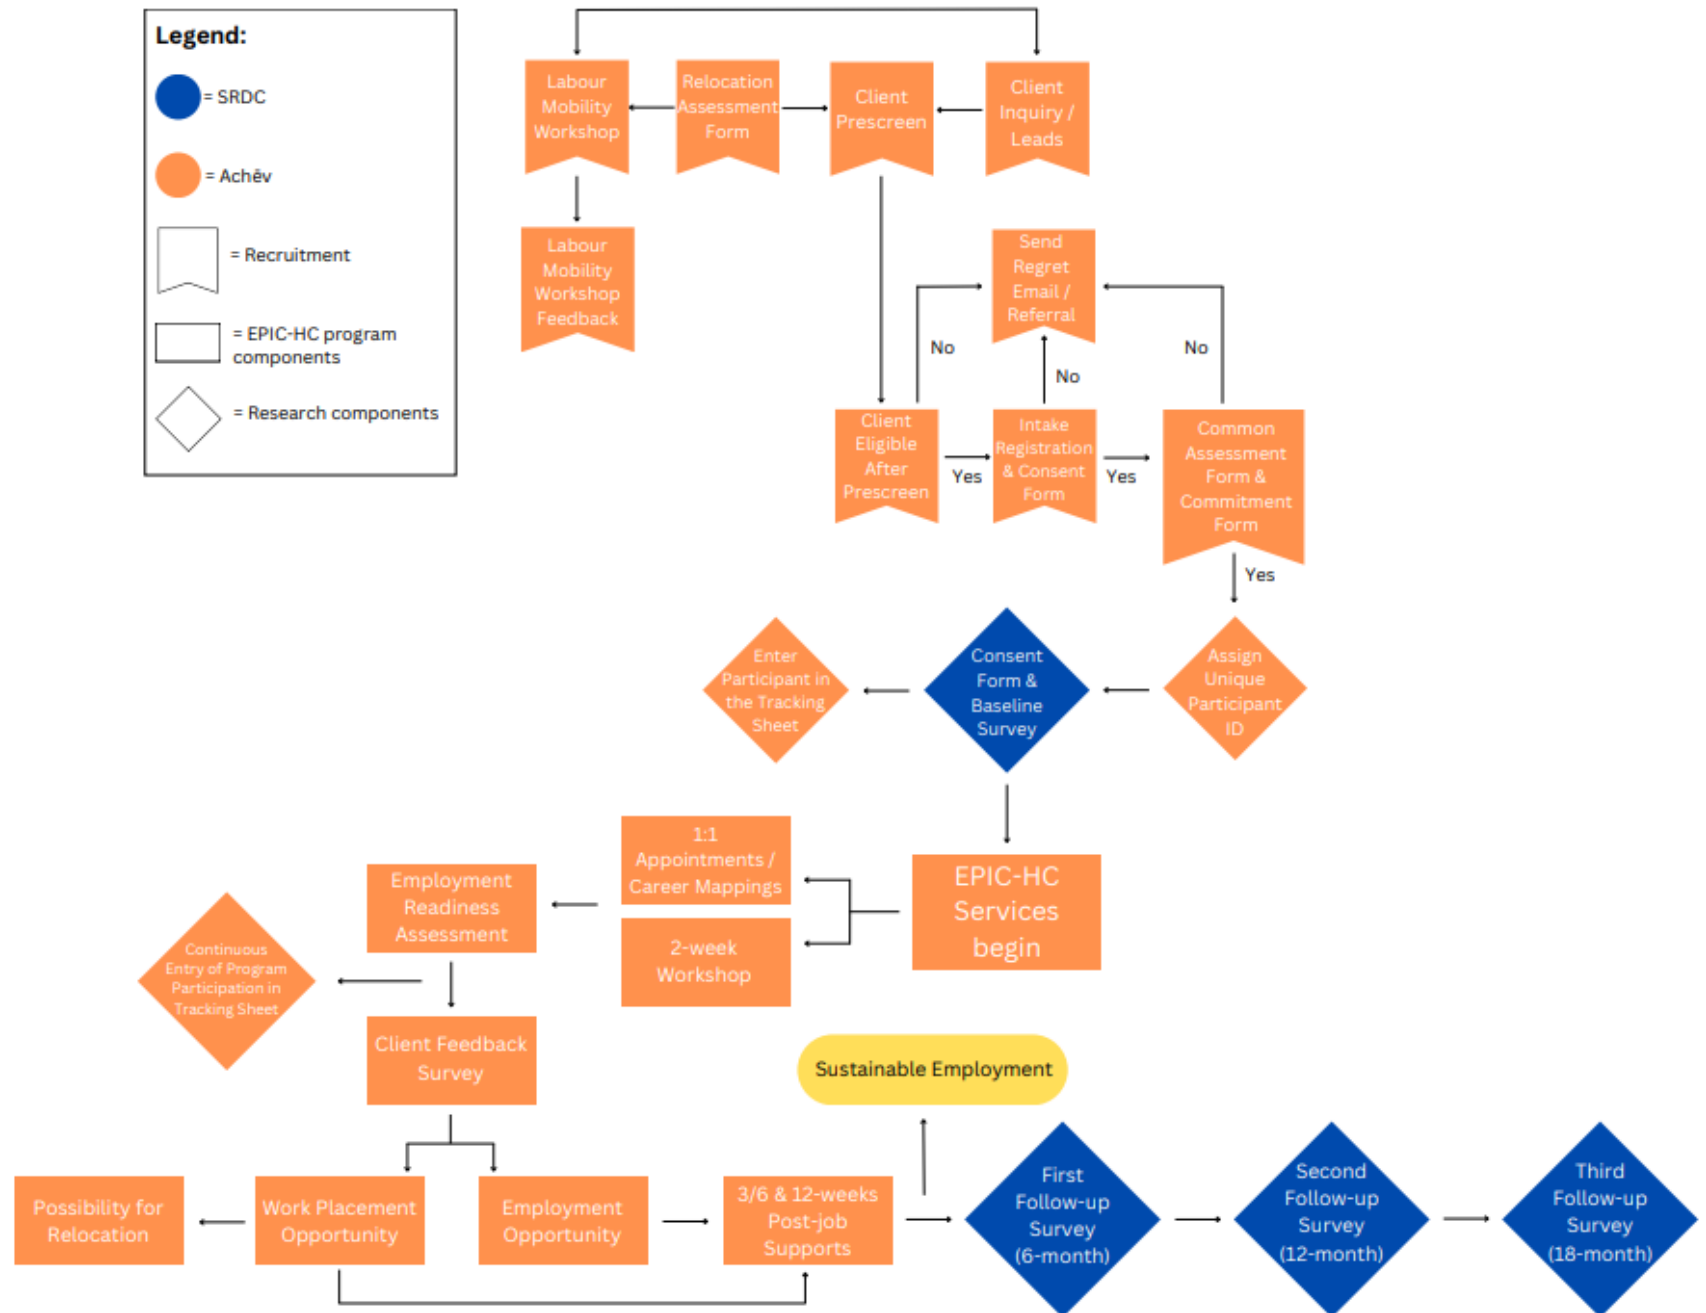 Legend:
= SRDC
= Achēv
= Recruitment
= EPIC-HC program
components
= Research components
Labour
Mobility
Workshop
Relocation
Assessment
Form
Client
Prescreen
Client
Inquiry /
Leads
Labour
Mobility
Workshop
Feedback
Send
Regret
Email /
Referral
No
No
No
Client
Eligible
After
Prescreen
Yes
Intake
Registration
& Consent
Form
Yes
Common
Assessment
Form &
Commitment
Form
Yes
Enter
Participant in
the Tracking
Sheet
Consent
Form &
Baseline
Survey
Assign
Unique
Participant
ID
1:1
Appointments /
Career Mappings
2-week
Workshop
EPIC-HC
Services
begin
Employment
Readiness
Assessment
Continuous
Entry of Program
Participation in
Tracking Sheet
Client Feedback
Survey
Sustainable Employment
Possibility for
Relocation
Work Placement
Opportunity
Employment
Opportunity
3/6 & 12-weeks
Post-job
Supports
First
Follow-up
Survey
(6-month)
Second
Follow-up
Survey
(12-month)
Third
Follow-up
Survey
(18-month)